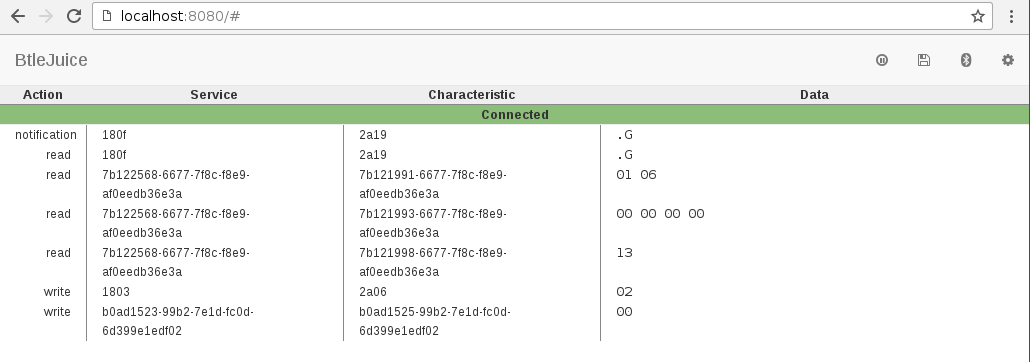 localhost:8080/#
BtleJuice
Action Service Characteristic Data
Connected
notification 180f 2a19 .G
read 180f 2a19 .G
read 7b122568-6677-7f8c-f8e9- 7b121991-6677-7f8c-f8e9- 01 06
af0eedb36e3a af0eedb36e3a
read 7b122568-6677-7f8c-f8e9- 7b121993-6677-7f8c-f8e9- 00 00 00 00
af0eedb36e3a af0eedb36e3a
read 7b122568-6677-7f8c-f8e9- 7b121998-6677-7f8c-f8e9- 13
af0eedb36e3a af0eedb36e3a
write 1803 2a06 02
write b0ad1523-99b2-7e1d-fc0d- b0ad1525-99b2-7e1d-fc0d- 00
6d399e1edf02 6d399e1edf02